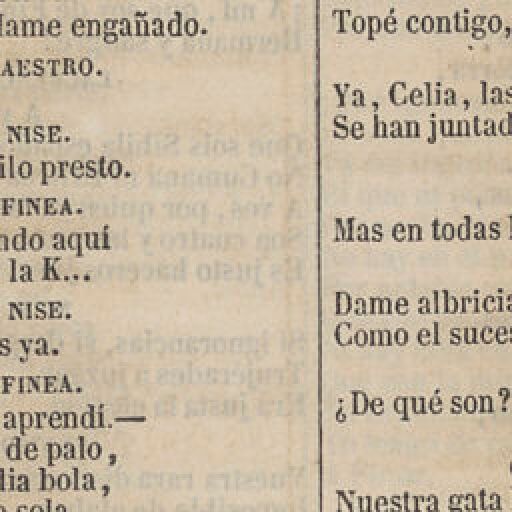 lame engañado.
AESTRO.
NISE.
ilo presto.
FINEA.
ndo aquí
la K...
NISE.
s ya.
FINEA.
aprendí.—
de palo,
dia bola,
sola
Topé contigo,
Ya, Celia, las
Se han juntad
Mas en todas
Dame albricia
Como el suces
¿De qué son?
Nuestra gata